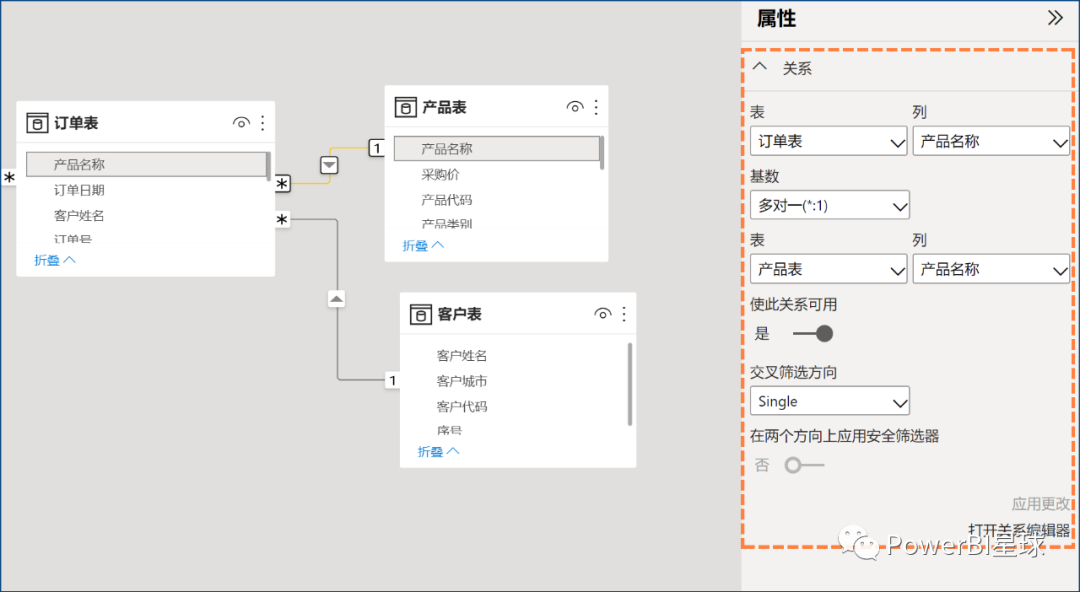 属性
关系
表 列
订单表 产品名称
基数
多对一(*:1)
表 列
产品表 产品名称
使此关系可用
是
交叉筛选方向
Single
在两个方向上应用安全筛选器
否
应用更改
打开关系编辑器
PowerBI星球
订单表
产品名称
订单日期
客户姓名
订单号
折叠
*
*
*
1
产品表
产品名称
采购价
产品代码
产品类别
折叠
1
客户表
客户姓名
客户城市
客户代码
序号
折叠